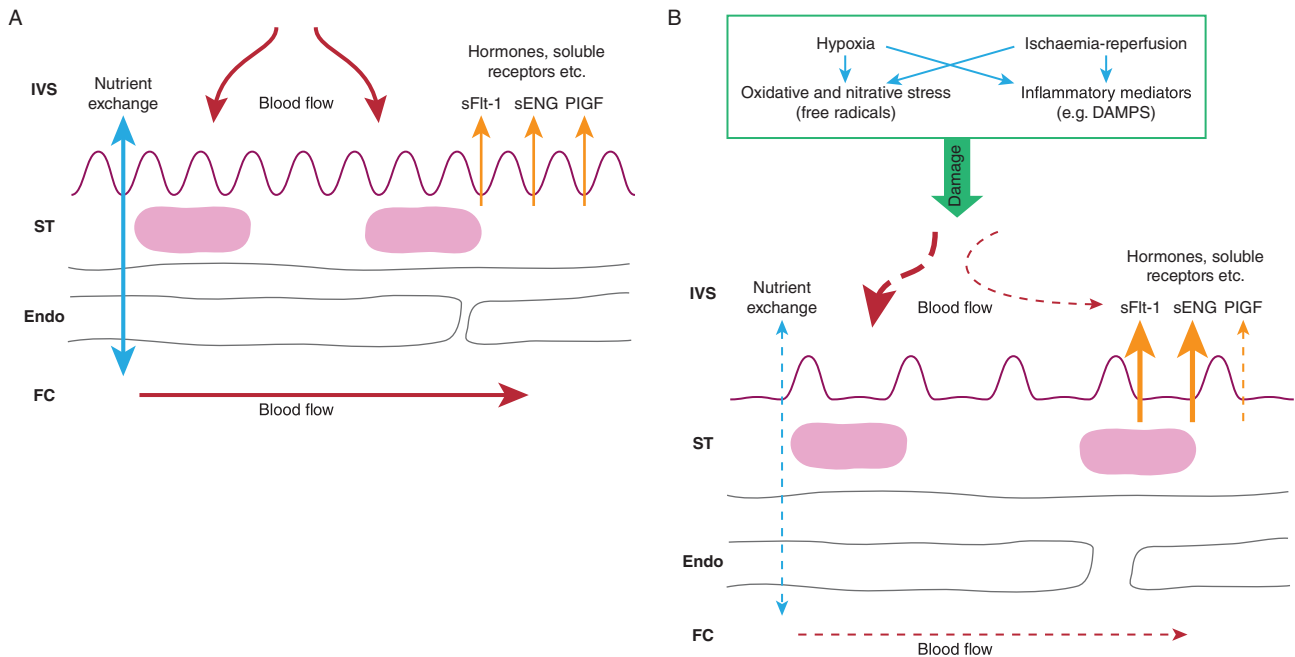 A
Hormones, soluble
receptors etc.
IVS
Nutrient
exchange
Blood flow
sFlt-1 sENG PlGF
ST
Endo
FC
Blood flow
B
Hypoxia
Ischaemia-reperfusion
Oxidative and nitrative stress
(free radicals)
Inflammatory mediators
(e.g. DAMPS)
Damage
Hormones, soluble
receptors etc.
IVS
Nutrient
exchange
Blood flow
sFlt-1 sENG PlGF
ST
Endo
FC
Blood flow